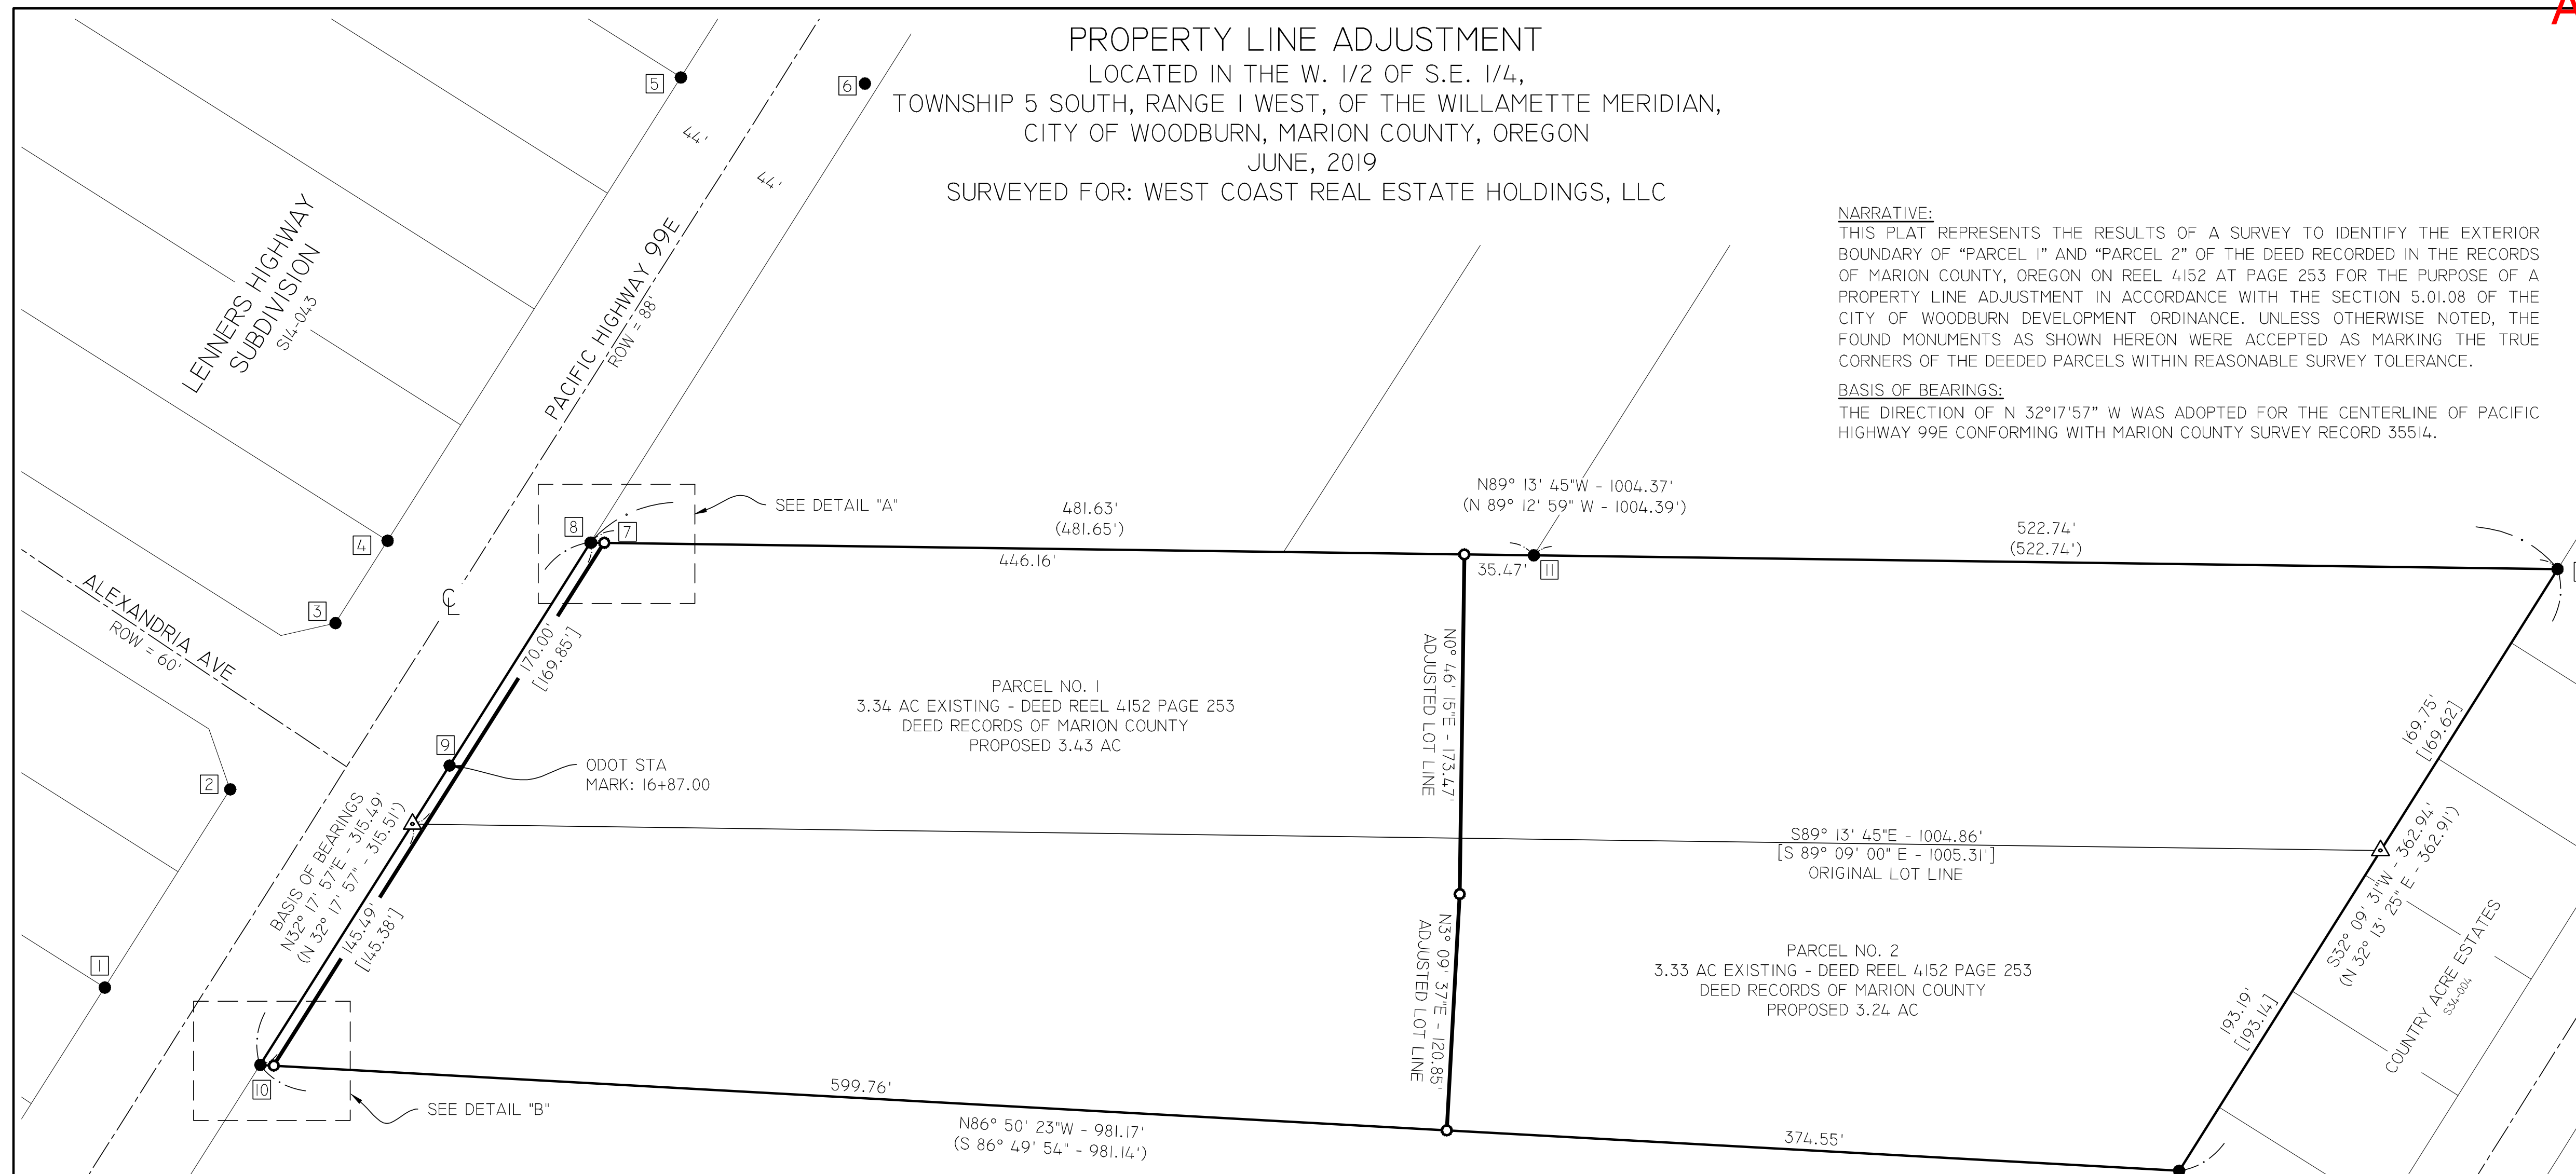 A
PROPERTY LINE ADJUSTMENT
LOCATED IN THE W. 1/2 OF S.E. 1/4,
TOWNSHIP 5 SOUTH, RANGE 1 WEST, OF THE WILLAMETTE MERIDIAN,
CITY OF WOODBURN, MARION COUNTY, OREGON
JUNE, 2019
SURVEYED FOR: WEST COAST REAL ESTATE HOLDINGS, LLC
NARRATIVE:
THIS PLAT REPRESENTS THE RESULTS OF A SURVEY TO IDENTIFY THE EXTERIOR
BOUNDARY OF “PARCEL 1” AND “PARCEL 2” OF THE DEED RECORDED IN THE RECORDS
OF MARION COUNTY, OREGON ON REEL 4152 AT PAGE 253 FOR THE PURPOSE OF A
PROPERTY LINE ADJUSTMENT IN ACCORDANCE WITH THE SECTION 5.01.08 OF THE
CITY OF WOODBURN DEVELOPMENT ORDINANCE. UNLESS OTHERWISE NOTED, THE
FOUND MONUMENTS AS SHOWN HEREON WERE ACCEPTED AS MARKING THE TRUE
CORNERS OF THE DEEDED PARCELS WITHIN REASONABLE SURVEY TOLERANCE.
BASIS OF BEARINGS:
THE DIRECTION OF N 32°17'57” W WAS ADOPTED FOR THE CENTERLINE OF PACIFIC
HIGHWAY 99E CONFORMING WITH MARION COUNTY SURVEY RECORD 35514.
5
6
44'
44'
LENNERS HIGHWAY
SUBDIVISION
S14-043
PACIFIC HIGHWAY 99E
ROW = 88'
4
3
ALEXANDRIA AVE
ROW = 60'
2
1
CL
8
7
SEE DETAIL "A"
481.63'
(481.65')
446.16'
N89° 13' 45"W - 1004.37'
(N 89° 12' 59" W - 1004.39')
35.47'
11
522.74'
(522.74')
170.00'
[169.85']
PARCEL NO. 1
3.34 AC EXISTING - DEED REEL 4152 PAGE 253
DEED RECORDS OF MARION COUNTY
PROPOSED 3.43 AC
N0° 46' 15"E - 173.47'
ADJUSTED LOT LINE
9
ODOT STA
MARK: 16+87.00
BASIS OF BEARINGS
N32° 17' 57"E - 315.49'
(N 32° 17' 57" - 315.51')
145.49'
[145.38']
169.75'
[169.62]
S89° 13' 45"E - 1004.86'
[S 89° 09' 00" E - 1005.31']
ORIGINAL LOT LINE
N3° 09' 37"E - 120.85'
ADJUSTED LOT LINE
PARCEL NO. 2
3.33 AC EXISTING - DEED REEL 4152 PAGE 253
DEED RECORDS OF MARION COUNTY
PROPOSED 3.24 AC
S32° 09' 31"W - 362.94'
(N 32° 13' 25" E - 362.91')
193.19'
[193.14]
COUNTRY ACRE ESTATES
S34-004
10
SEE DETAIL "B"
599.76'
N86° 50' 23"W - 981.17'
(S 86° 49' 54" - 981.14')
374.55'